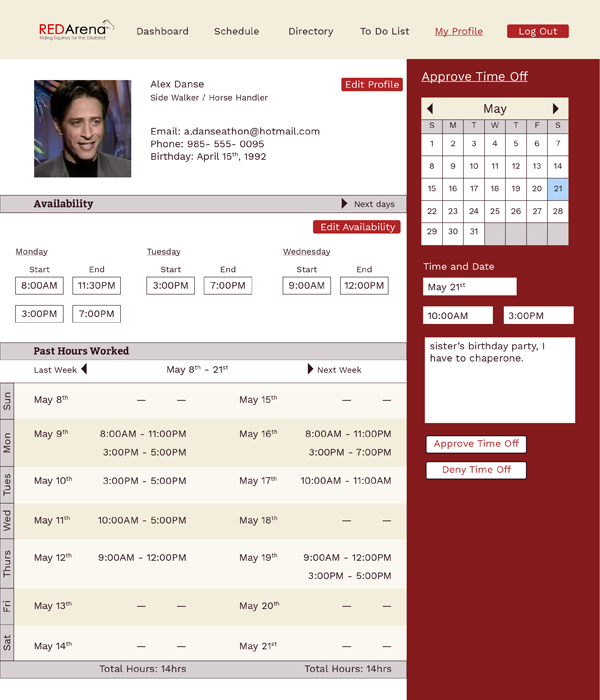 REDArena
Riding Equines for the Disabled
Dashboard
Schedule
Directory
To Do List
My Profile
Log Out
Alex Danse
Side Walker / Horse Handler
Edit Profile
Email: a.danseathon@hotmail.com
Phone: 985- 555- 0095
Birthday: April 15th, 1992
Availability
Next days
Edit Availability
Monday
Start End
8:00AM 11:30PM
3:00PM 7:00PM
Tuesday
Start End
3:00PM 7:00PM
Wednesday
Start End
9:00AM 12:00PM
Past Hours Worked
Last Week May 8th - 21st Next Week
Sun
May 8th — — May 15th — —
Mon
May 9th 8:00AM - 11:00PM May 16th 8:00AM - 11:00PM
3:00PM - 5:00PM 3:00PM - 7:00PM
Tues
May 10th 3:00PM - 5:00PM May 17th 10:00AM - 11:00AM
Wed
May 11th 10:00AM - 5:00PM May 18th — —
Thurs
May 12th 9:00AM - 12:00PM May 19th 9:00AM - 12:00PM
3:00PM - 5:00PM
Fri
May 13th — — May 20th — —
Sat
May 14th — — May 21st — —
Total Hours: 14hrs Total Hours: 14hrs
Approve Time Off
May
S M T W T F S
1 2 3 4 5 6 7
8 9 10 11 12 13 14
15 16 17 18 19 20 21
22 23 24 25 26 27 28
29 30 31
Time and Date
May 21st
10:00AM 3:00PM
sister's birthday party, I
have to chaperone.
Approve Time Off
Deny Time Off